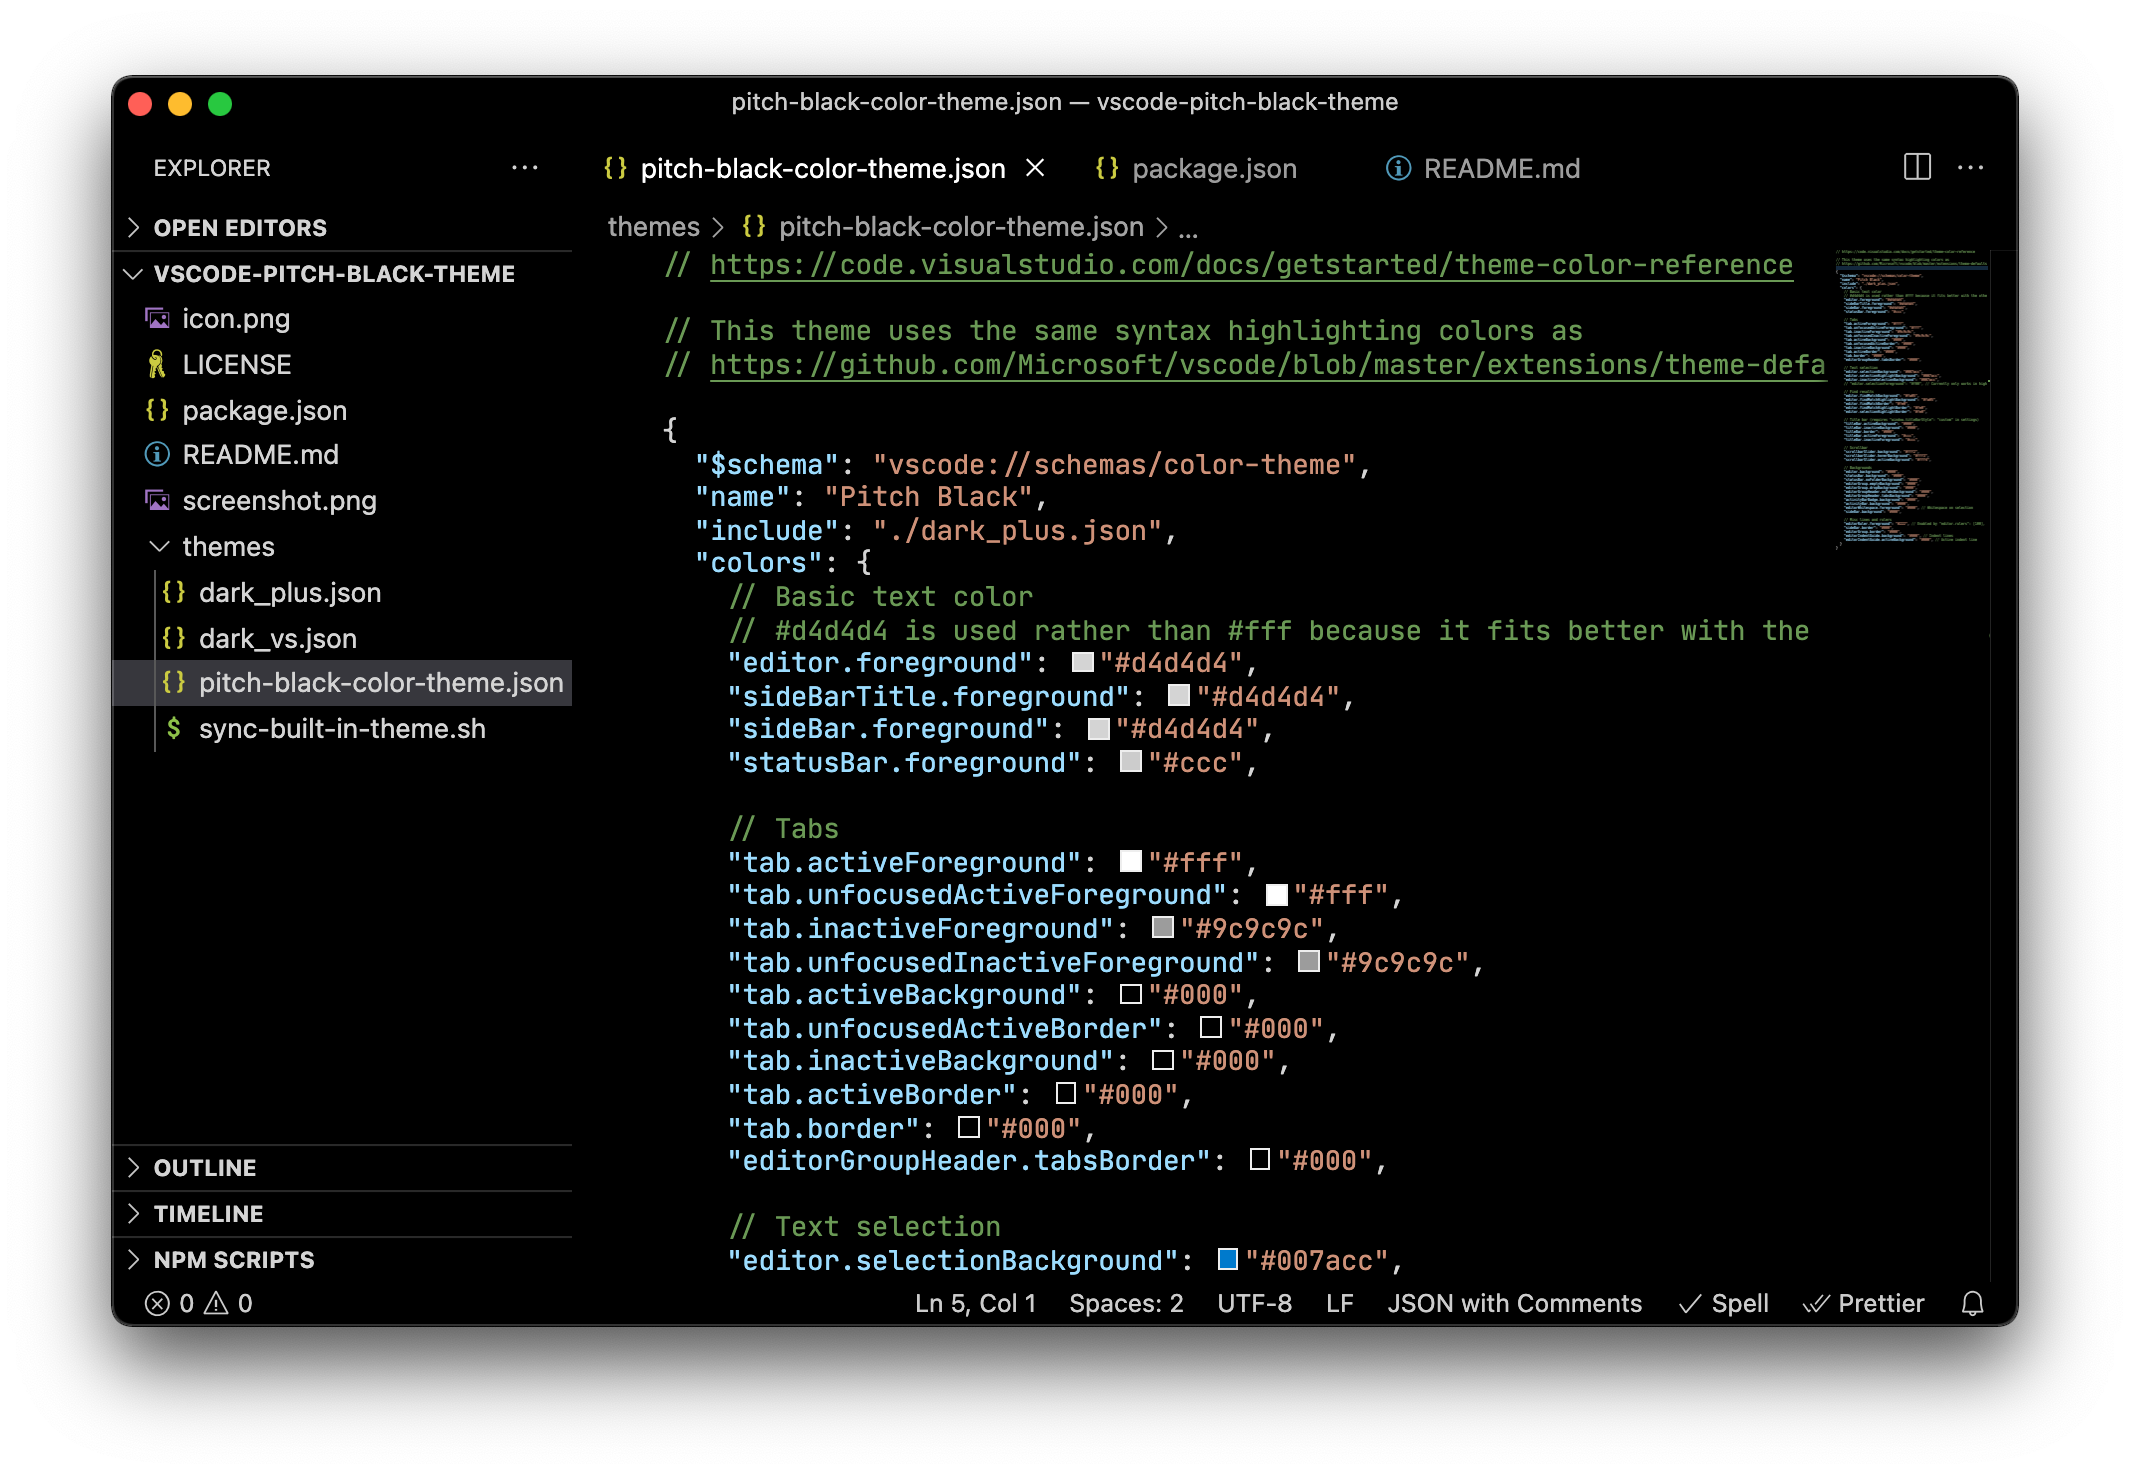 pitch-black-color-theme.json — vscode-pitch-black-theme
EXPLORER
OPEN EDITORS
VSCODE-PITCH-BLACK-THEME
icon.png
LICENSE
{} package.json
README.md
screenshot.png
themes
{} dark_plus.json
{} dark_vs.json
{} pitch-black-color-theme.json
$ sync-built-in-theme.sh
OUTLINE
TIMELINE
NPM SCRIPTS
{} pitch-black-color-theme.json
{} package.json
README.md
themes > {} pitch-black-color-theme.json > ...
// https://code.visualstudio.com/docs/getstarted/theme-color-reference
// This theme uses the same syntax highlighting colors as
// https://github.com/Microsoft/vscode/blob/master/extensions/theme-defa
{
"$schema": "vscode://schemas/color-theme",
"name": "Pitch Black",
"include": "./dark_plus.json",
"colors": {
// Basic text color
// #d4d4d4 is used rather than #fff because it fits better with the
"editor.foreground": "#d4d4d4",
"sideBarTitle.foreground": "#d4d4d4",
"sideBar.foreground": "#d4d4d4",
"statusBar.foreground": "#ccc",
// Tabs
"tab.activeForeground": "#fff",
"tab.unfocusedActiveForeground": "#fff",
"tab.inactiveForeground": "#9c9c9c",
"tab.unfocusedInactiveForeground": "#9c9c9c",
"tab.activeBackground": "#000",
"tab.unfocusedActiveBorder": "#000",
"tab.inactiveBackground": "#000",
"tab.activeBorder": "#000",
"tab.border": "#000",
"editorGroupHeader.tabsBorder": "#000",
// Text selection
"editor.selectionBackground": "#007acc",
0 0
Ln 5, Col 1
Spaces: 2
UTF-8
LF
JSON with Comments
Spell
Prettier